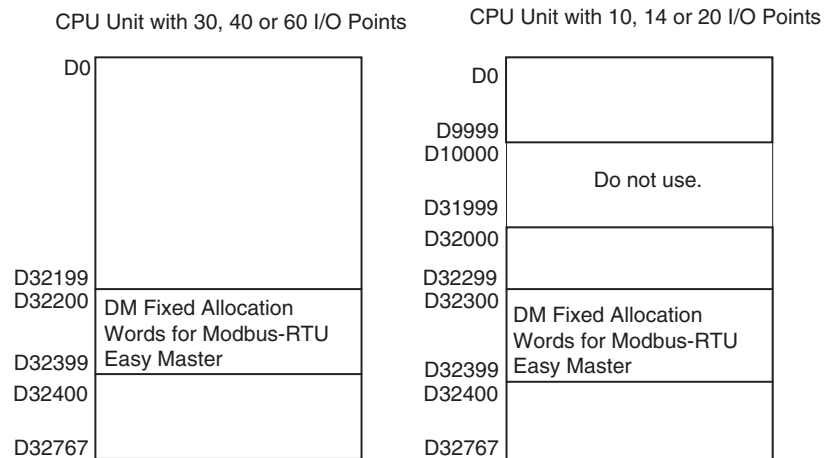 CPU Unit with 30, 40 or 60 I/O Points
D0
D32199
D32200
DM Fixed Allocation
Words for Modbus-RTU
Easy Master
D32399
D32400
D32767
CPU Unit with 10, 14 or 20 I/O Points
D0
D9999
D10000
Do not use.
D31999
D32000
D32299
D32300
DM Fixed Allocation
Words for Modbus-RTU
Easy Master
D32399
D32400
D32767